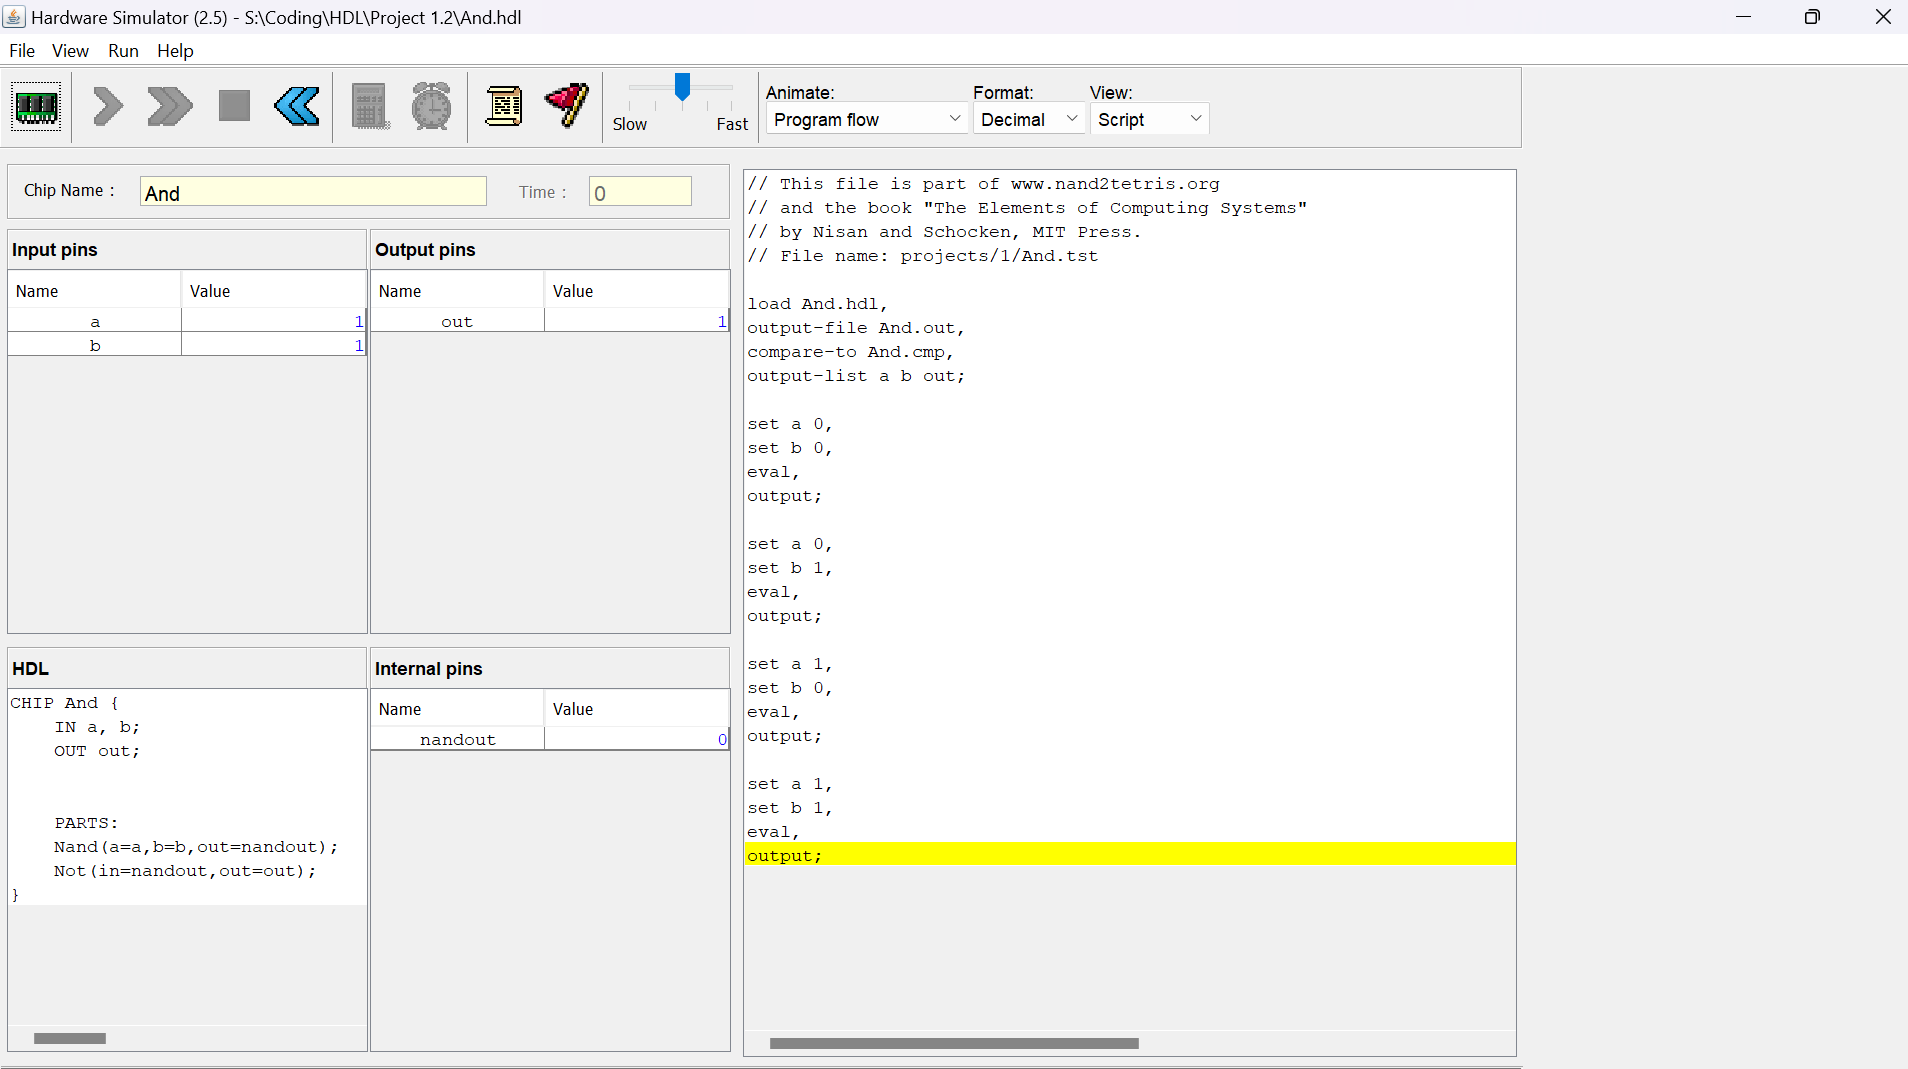 Hardware Simulator (2.5) - S:\Coding\HDL\Project 1.2\And.hdl
File View Run Help
Slow Fast
Animate: Format: View:
Program flow Decimal Script
Chip Name : And Time : 0
Input pins Output pins
Name Value Name Value
a 1 out 1
b 1
HDL Internal pins
CHIP And {
    IN a, b;
    OUT out;
    PARTS:
    Nand(a=a,b=b,out=nandout);
    Not(in=nandout,out=out);
}
Name Value
nandout 0
// This file is part of www.nand2tetris.org
// and the book "The Elements of Computing Systems"
// by Nisan and Schocken, MIT Press.
// File name: projects/1/And.tst
load And.hdl,
output-file And.out,
compare-to And.cmp,
output-list a b out;
set a 0,
set b 0,
eval,
output;
set a 0,
set b 1,
eval,
output;
set a 1,
set b 0,
eval,
output;
set a 1,
set b 1,
eval,
output;